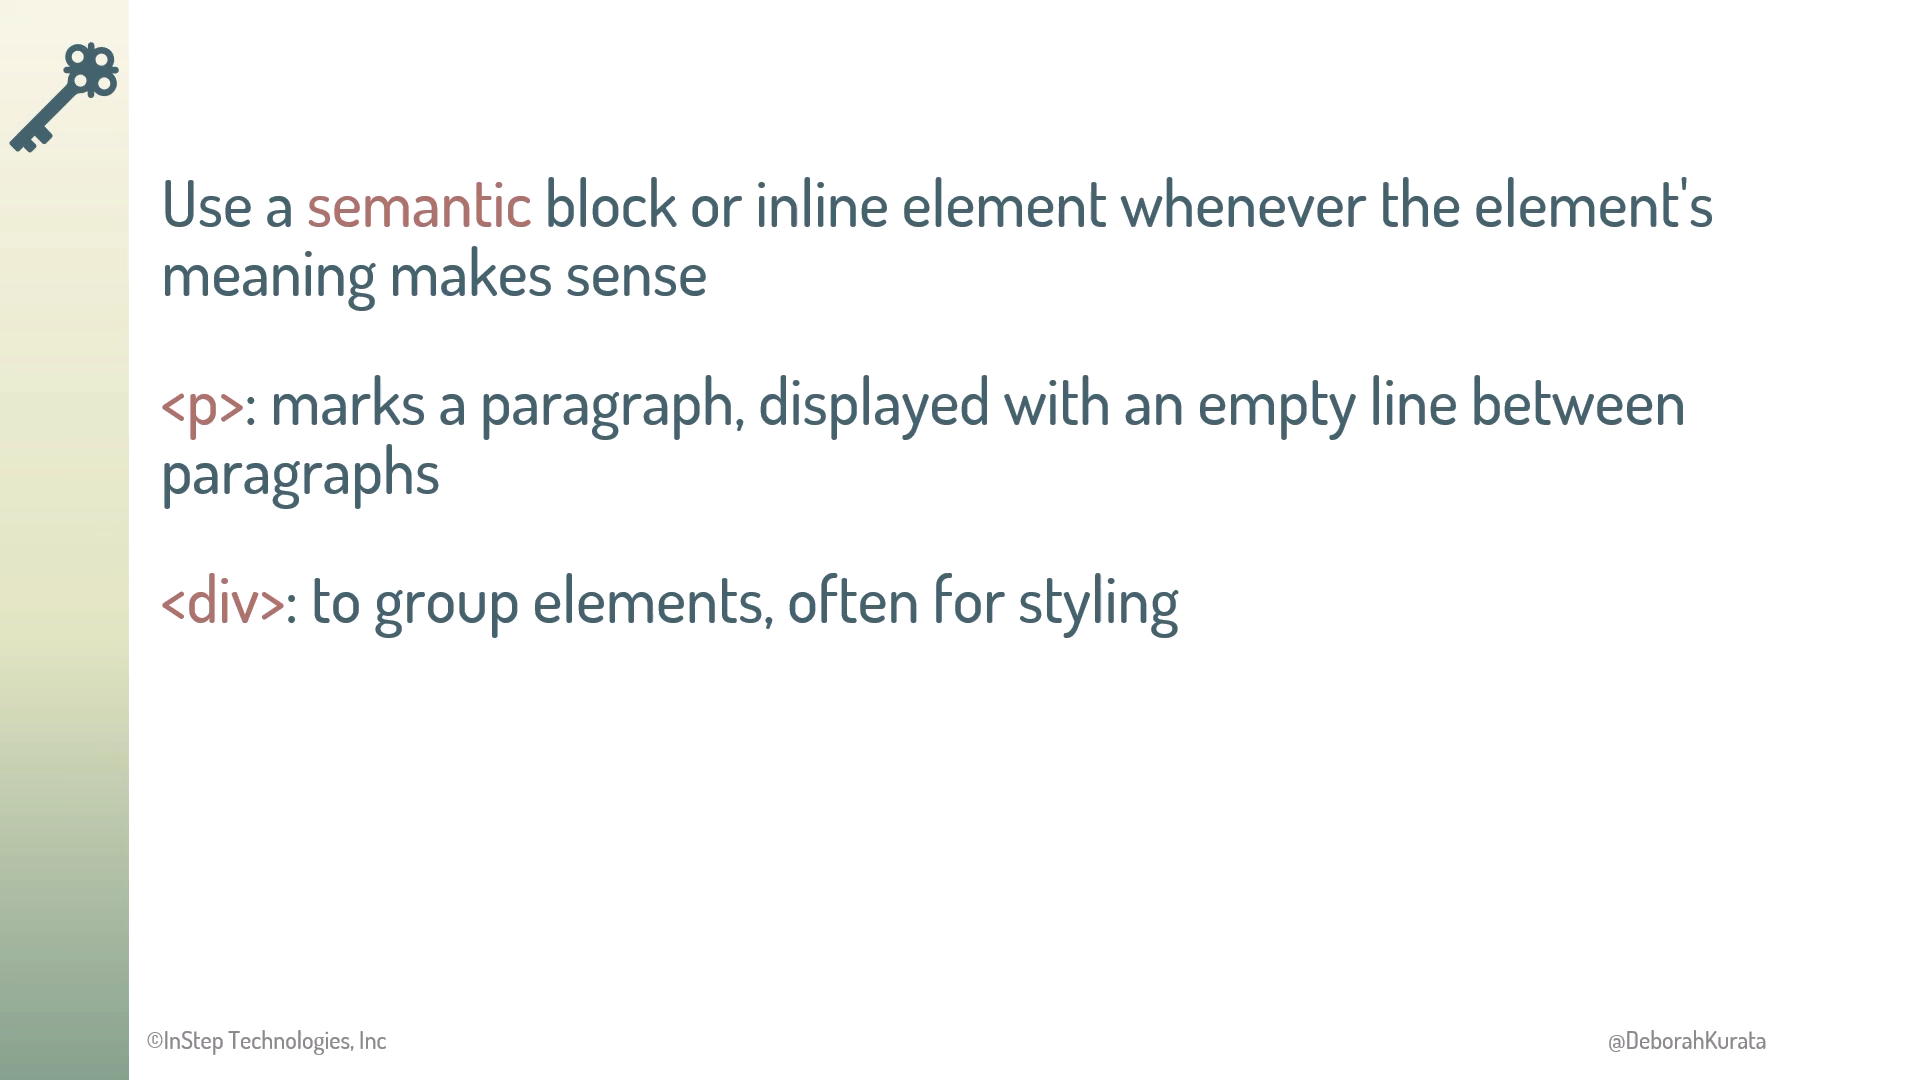 Use a semantic block or inline element whenever the element's
meaning makes sense
<p>: marks a paragraph, displayed with an empty line between
paragraphs
<div>: to group elements, often for styling
©InStep Technologies, Inc
@DeborahKurata